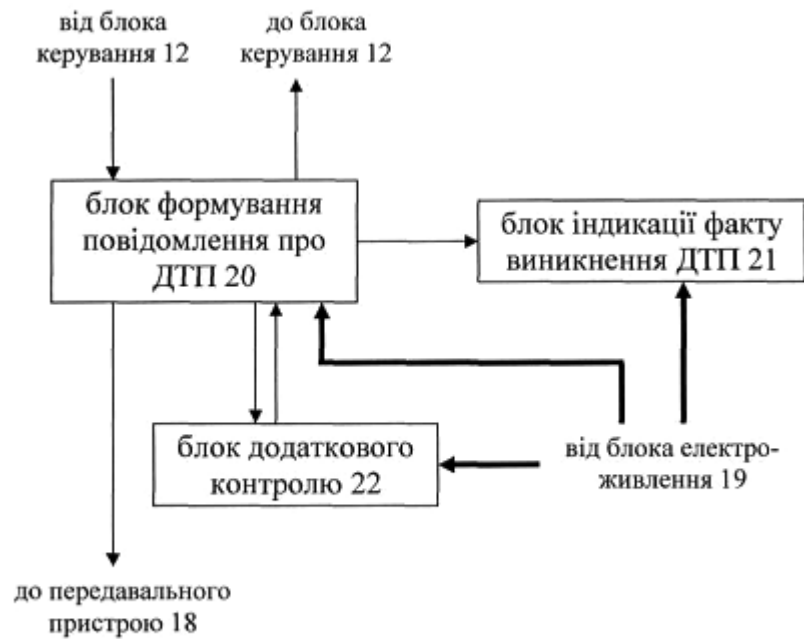 від блока
керування 12
до блока
керування 12
блок формування
повідомлення про
ДТП 20
блок індикації факту
виникнення ДТП 21
блок додаткового
контролю 22
від блока електро-
живлення 19
до передавального
пристрою 18